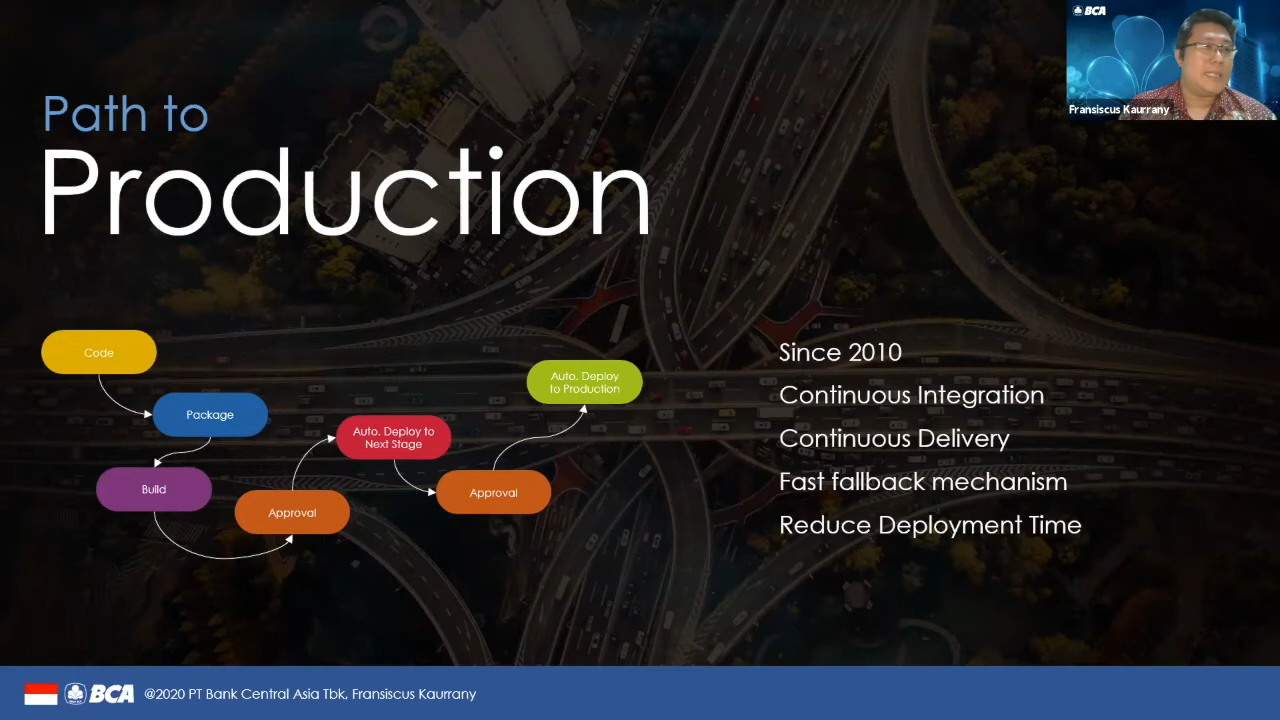 BCA
Fransiscus Kaurrany
Path to
Production
Code
Package
Build
Approval
Auto. Deploy to
Next Stage
Approval
Auto. Deploy
to Production
Since 2010
Continuous Integration
Continuous Delivery
Fast fallback mechanism
Reduce Deployment Time
BCA @2020 PT Bank Central Asia Tbk, Fransiscus Kaurrany